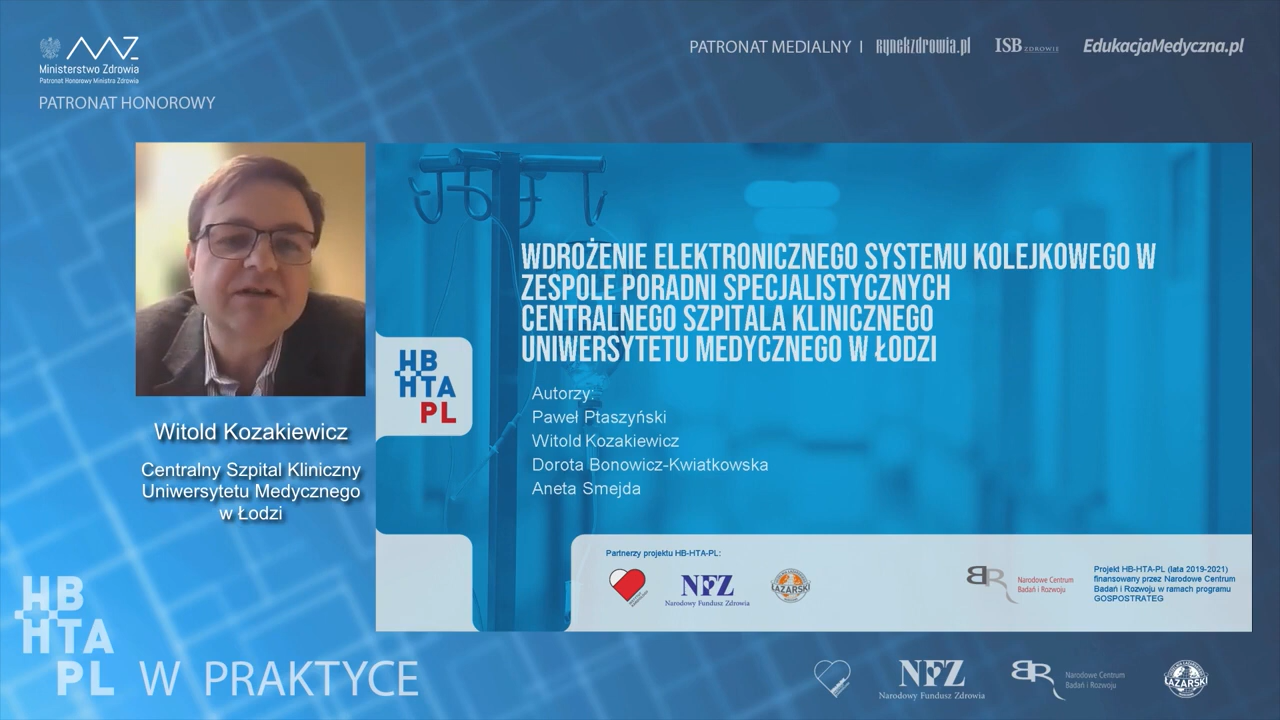 Ministerstwo Zdrowia
Patronat Honorowy Ministra Zdrowia
PATRONAT HONOROWY
PATRONAT MEDIALNY I rynekzdrowia.pl ISB ZDROWIE EdukacjaMedyczna.pl
WDROŻENIE ELEKTRONICZNEGO SYSTEMU KOLEJKOWEGO W
ZESPOLE PORADNI SPECJALISTYCZNYCH
CENTRALNEGO SZPITALA KLINICZNEGO
UNIWERSYTETU MEDYCZNEGO W ŁODZI
HB
HTA
PL
Autorzy:
Paweł Ptaszyński
Witold Kozakiewicz
Dorota Bonowicz-Kwiatkowska
Aneta Smejda
Witold Kozakiewicz
Centralny Szpital Kliniczny
Uniwersytetu Medycznego
w Łodzi
Partnerzy projektu HB-HTA-PL:
NFZ
Narodowy Fundusz Zdrowia
ŁAZARSKI
BR
Narodowe Centrum
Badań i Rozwoju
Projekt HB-HTA-PL (lata 2019-2021)
finansowany przez Narodowe Centrum
Badań i Rozwoju w ramach programu
GOSPOSTRATEG
HB
HTA
PL W PRAKTYCE
NFZ
Narodowy Fundusz Zdrowia
BR
Narodowe Centrum
Badań i Rozwoju
ŁAZARSKI